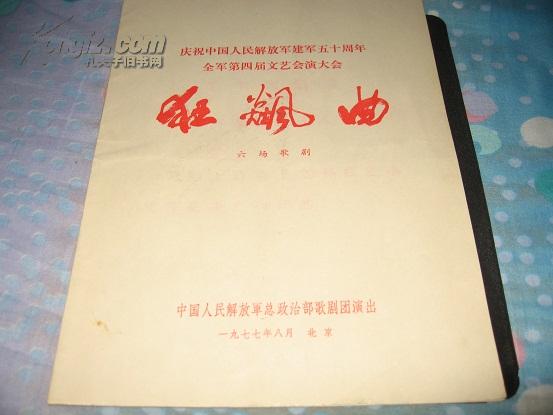 庆祝中国人民解放军建军五十周年
全军第四届文艺会演大会
狂飙曲
六场歌剧
中国人民解放軍总政治部歌剧团演出
一九七七年八月 北京
孔夫子旧书网